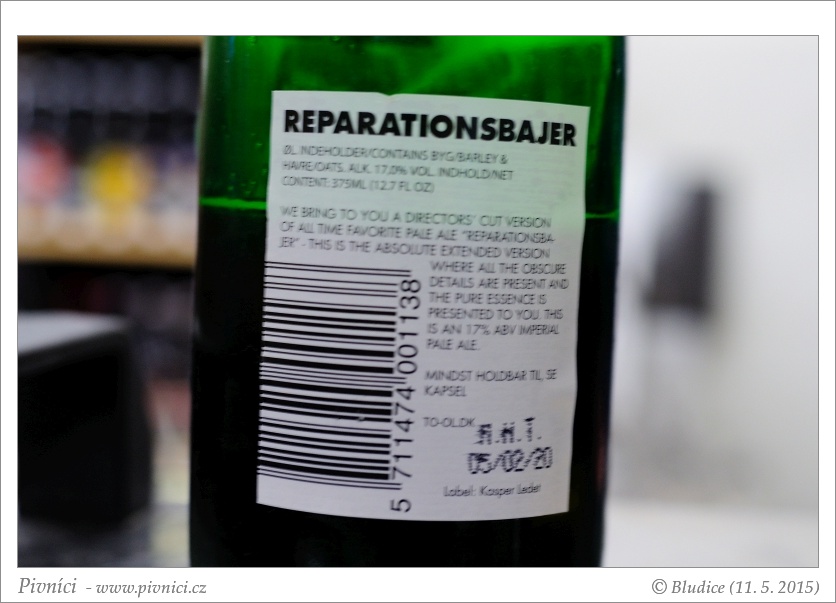 REPARATIONSBAJER
ØL. INDEHOLDER/CONTAINS BYG/BARLEY &
HAVRE/OATS. ALK. 17,0% VOL. INDHOLD/NET
CONTENT: 375ML (12.7 FL OZ)
WE BRING TO YOU A DIRECTORS' CUT VERSION
OF ALL TIME FAVORITE PALE ALE "REPARATIONSBA-
JER" - THIS IS THE ABSOLUTE EXTENDED VERSION
WHERE ALL THE OBSCURE
DETAILS ARE PRESENT AND
THE PURE ESSENCE IS
PRESENTED TO YOU. THIS
IS AN 17% ABV IMPERIAL
PALE ALE.
MINDST HOLDBAR TIL, SE
KAPSEL
TO-OL.DK
A.H.T.
05/02/20
Label: Kasper Ledet
5 711474 001138
Pivníci - www.pivnici.cz
© Bludice (11. 5. 2015)